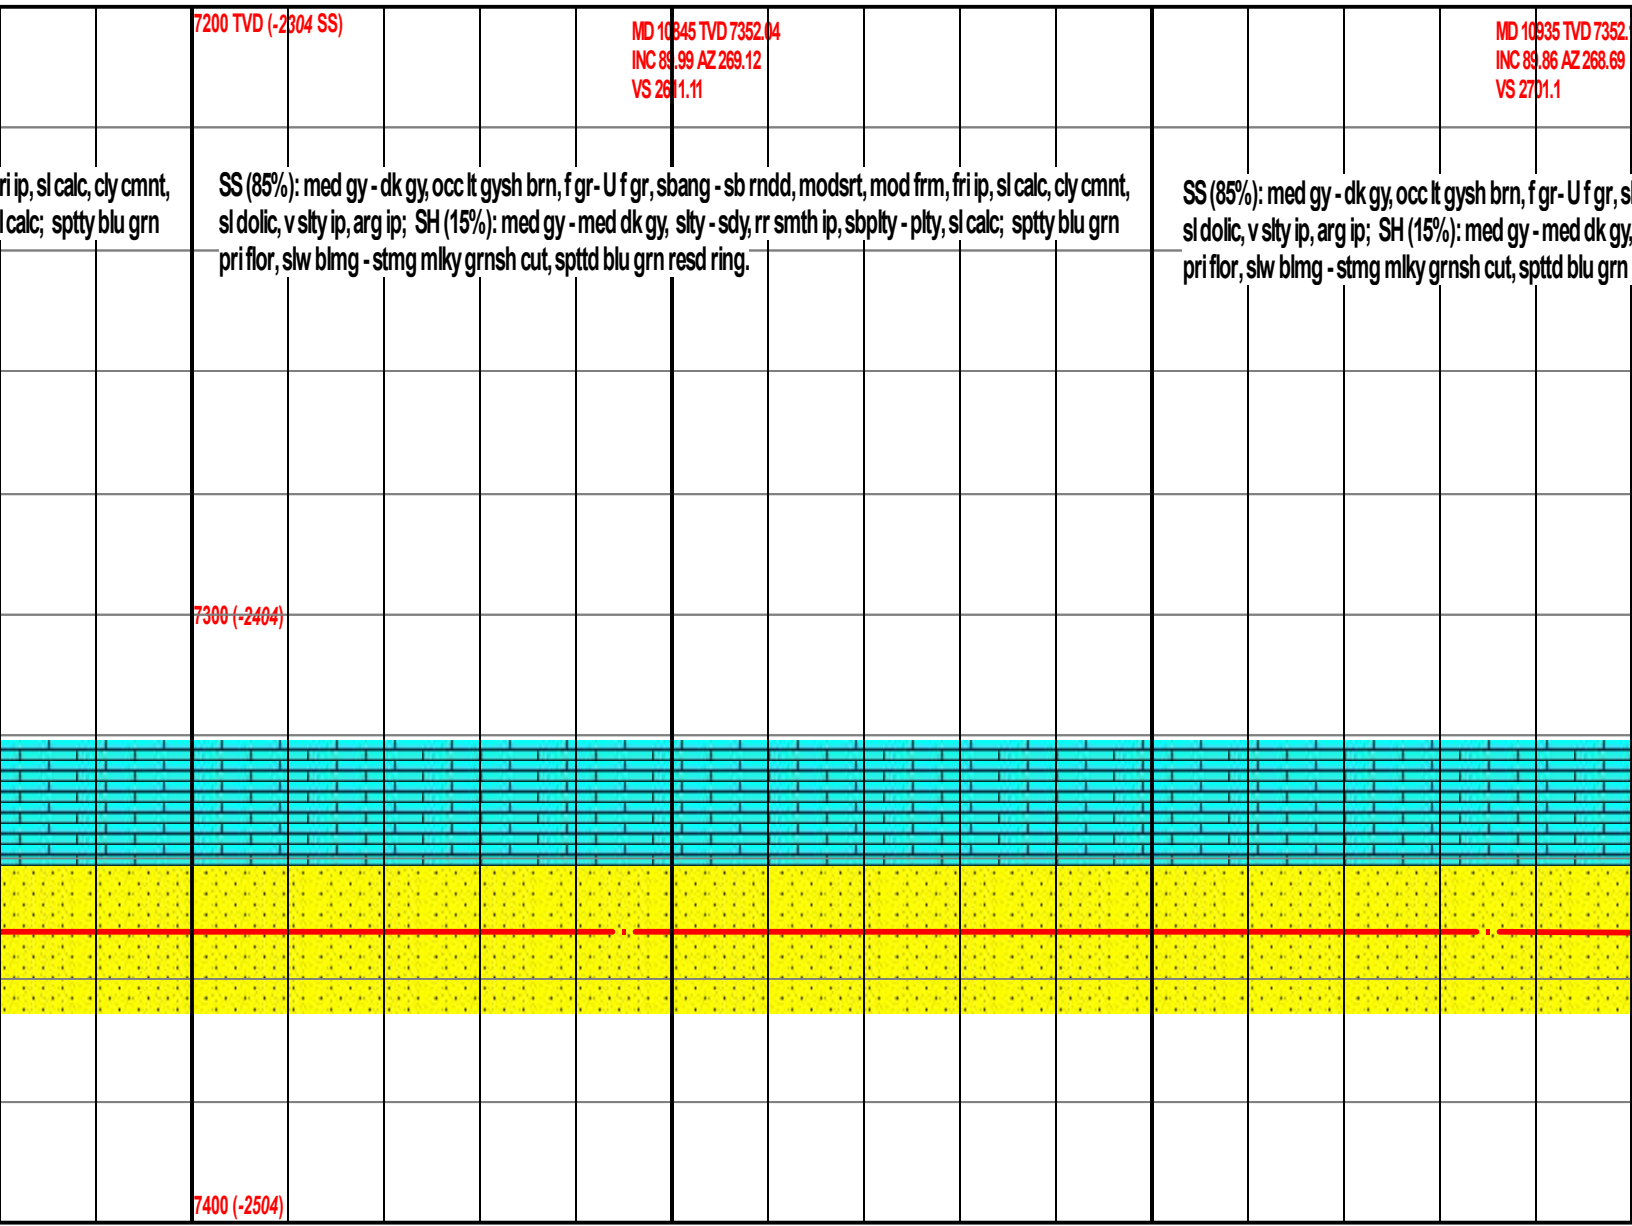 7200 TVD (-2304 SS)
MD 10845 TVD 7352.04
INC 89.99 AZ 269.12
VS 2611.11
MD 10935 TVD 7352.
INC 89.86 AZ 268.69
VS 2701.1
ri ip, sl calc, cly cmnt,
l calc; sptty blu grn
SS (85%): med gy - dk gy, occ lt gysh brn, f gr- U f gr, sbang - sb rndd, modsrt, mod frm, fri ip, sl calc, cly cmnt,
sl dolic, v slty ip, arg ip; SH (15%): med gy - med dk gy, slty - sdy, rr smth ip, sbplty - plty, sl calc; sptty blu grn
pri flor, slw blmg - stmg mlky grnsh cut, spttd blu grn resd ring.
SS (85%): med gy - dk gy, occ lt gysh brn, f gr- U f gr,
sl dolic, v slty ip, arg ip; SH (15%): med gy - med dk gy,
pri flor, slw blmg - stmg mlky grnsh cut, spttd blu grn
7300 (-2404)
7400 (-2504)